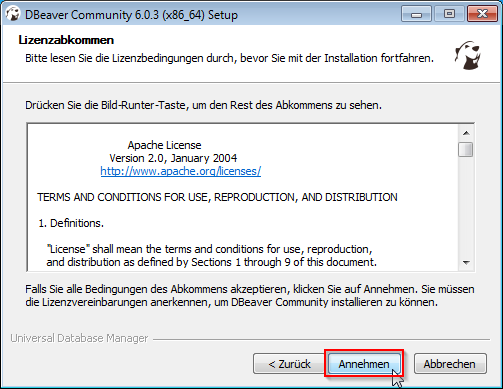 DBeaver Community 6.0.3 (x86_64) Setup
Lizenzabkommen
Bitte lesen Sie die Lizenzbedingungen durch, bevor Sie mit der Installation fortfahren.
Drücken Sie die Bild-Runter-Taste, um den Rest des Abkommens zu sehen.
Apache License
Version 2.0, January 2004
http://www.apache.org/licenses/
TERMS AND CONDITIONS FOR USE, REPRODUCTION, AND DISTRIBUTION
1. Definitions.
"License" shall mean the terms and conditions for use, reproduction,
and distribution as defined by Sections 1 through 9 of this document.
Falls Sie alle Bedingungen des Abkommens akzeptieren, klicken Sie auf Annehmen. Sie müssen
die Lizenzvereinbarungen anerkennen, um DBeaver Community installieren zu können.
Universal Database Manager
< Zurück Annehmen Abbrechen